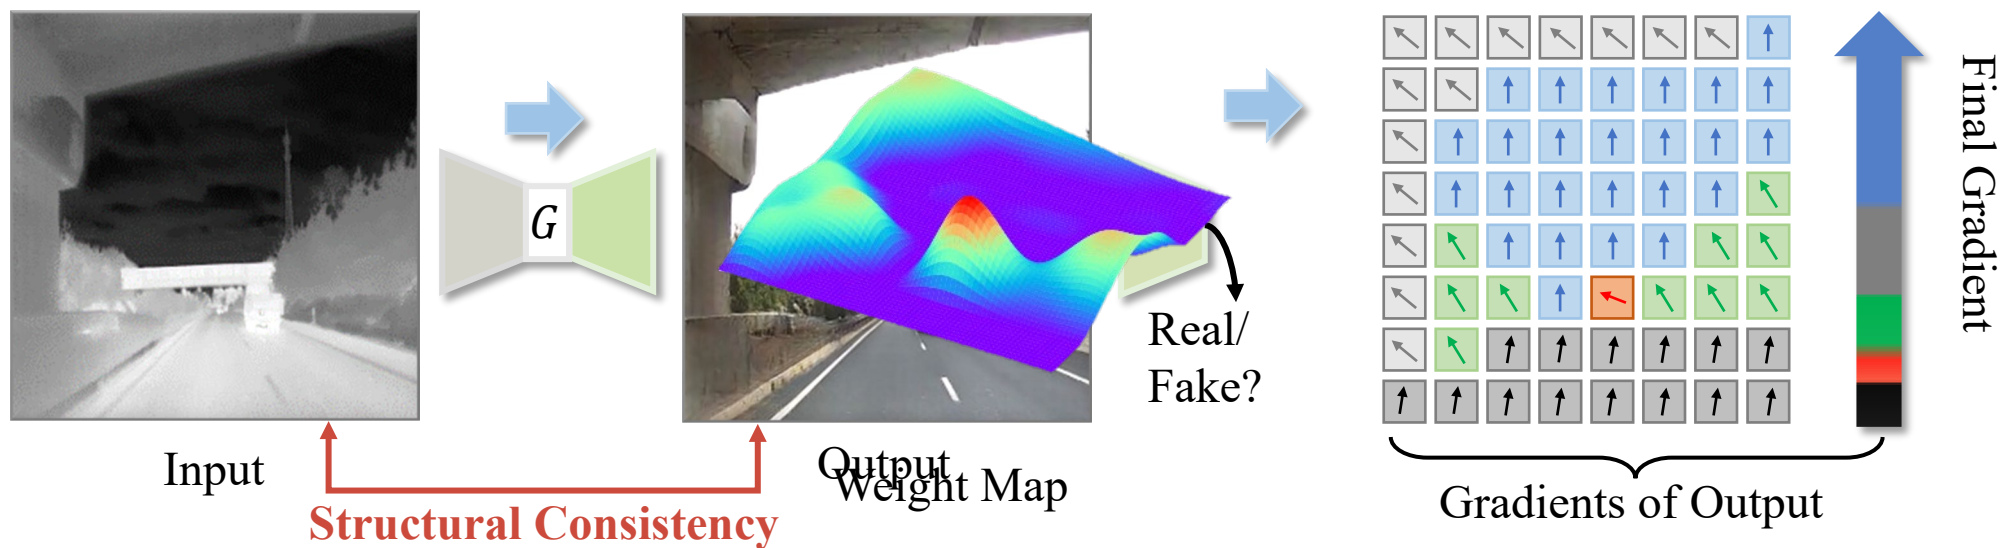 G
Real/
Fake?
Input
Output
Weight Map
Structural Consistency
Gradients of Output
Final Gradient